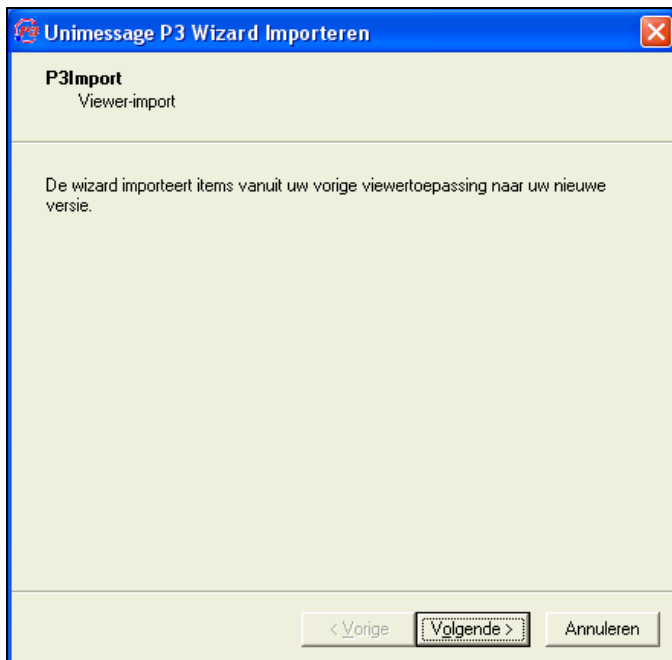 Unimessage P3 Wizard Importeren
P3Import
Viewer-import
De wizard importeert items vanuit uw vorige viewertoepassing naar uw nieuwe
versie.
< Vorige
Volgende >
Annuleren